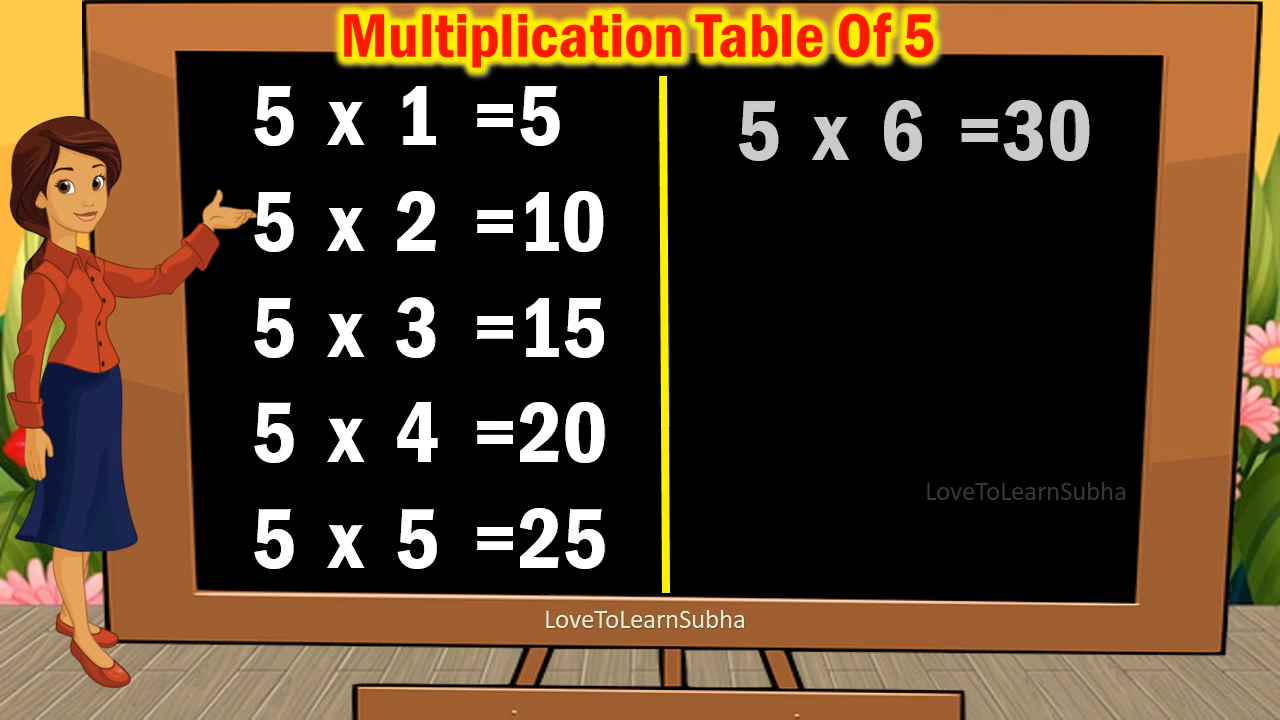 Multiplication Table Of 5
5 x 1 =5
5 x 2 =10
5 x 3 =15
5 x 4 =20
5 x 5 =25
5 x 6 =30
LoveToLearnSubha
LoveToLearnSubha